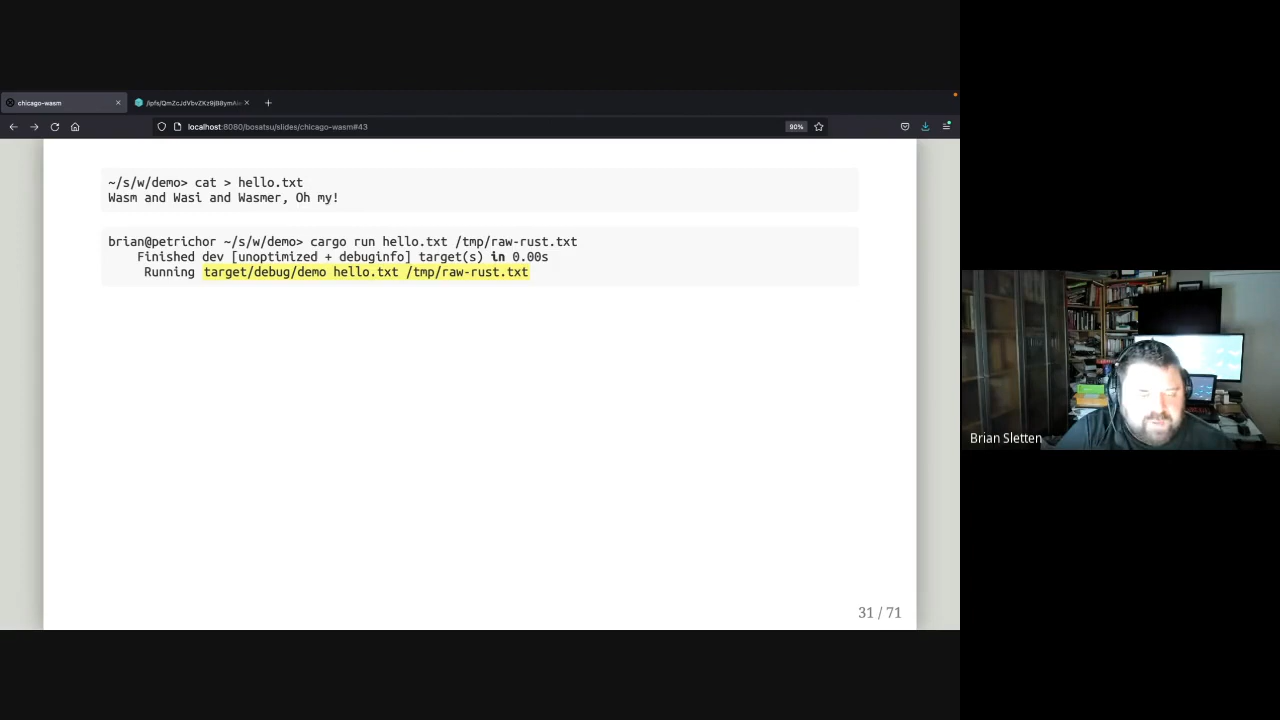 chicago-wasm
localhost:8080/bosatsu/slides/chicago-wasm#43
90%
~/s/w/demo> cat > hello.txt
Wasm and Wasi and Wasmer, Oh my!
brian@petrichor ~/s/w/demo> cargo run hello.txt /tmp/raw-rust.txt
Finished dev [unoptimized + debuginfo] target(s) in 0.00s
Running target/debug/demo hello.txt /tmp/raw-rust.txt
Brian Sletten
31 / 71